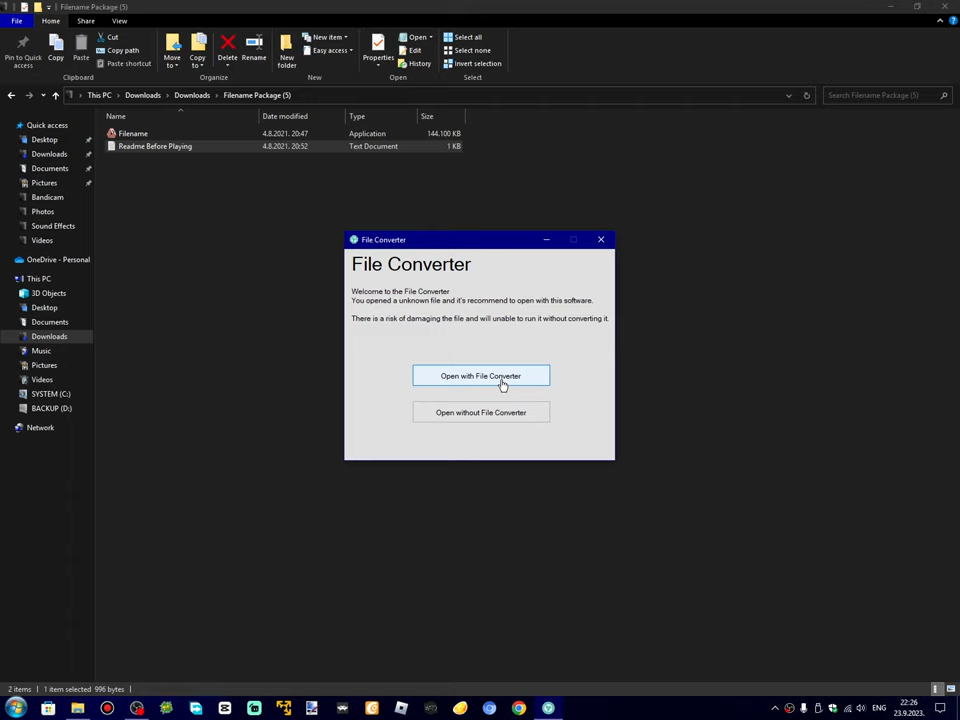 Filename Package (5)
File
Home
Share
View
Pin to Quick access
Copy
Paste
Cut
Copy path
Paste shortcut
Clipboard
Move to
Copy to
Delete
Rename
Organize
New folder
New item
Easy access
New
Properties
Open
Edit
History
Open
Select all
Select none
Invert selection
Select
This PC
Downloads
Downloads
Filename Package (5)
Search Filename Package (5)
Name
Date modified
Type
Size
Filename
4.8.2021. 20:47
Application
144.100 KB
Readme Before Playing
4.8.2021. 20:52
Text Document
1 KB
Quick access
Desktop
Downloads
Documents
Pictures
Bandicam
Photos
Sound Effects
Videos
OneDrive - Personal
This PC
3D Objects
Desktop
Documents
Downloads
Music
Pictures
Videos
SYSTEM (C:)
BACKUP (D:)
Network
File Converter
File Converter
Welcome to the File Converter
You opened a unknown file and it's recommend to open with this software.
There is a risk of damaging the file and will unable to run it without converting it.
Open with File Converter
Open without File Converter
2 items
1 item selected 996 bytes
ENG
22:26
23.9.2023.